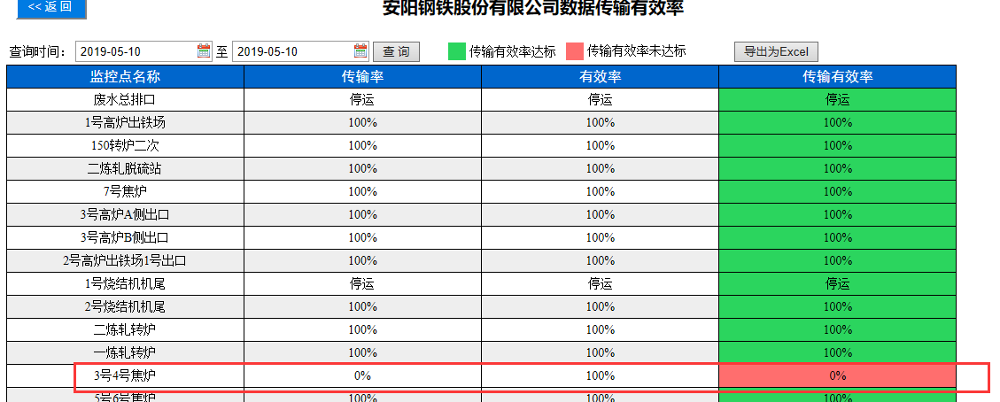 << 返 回
安阳钢铁股份有限公司数据传输有效率
查询时间： 2019-05-10 至 2019-05-10 查 询 传输有效率达标 传输有效率未达标 导出为Excel
监控点名称 传输率 有效率 传输有效率
废水总排口 停运 停运 停运
1号高炉出铁场 100% 100% 100%
150转炉二次 100% 100% 100%
二炼轧脱硫站 100% 100% 100%
7号焦炉 100% 100% 100%
3号高炉A侧出口 100% 100% 100%
3号高炉B侧出口 100% 100% 100%
2号高炉出铁场1号出口 100% 100% 100%
1号烧结机机尾 停运 停运 停运
2号烧结机机尾 100% 100% 100%
二炼轧转炉 100% 100% 100%
一炼轧转炉 100% 100% 100%
3号4号焦炉 0% 100% 0%
5号6号焦炉 100% 100% 100%